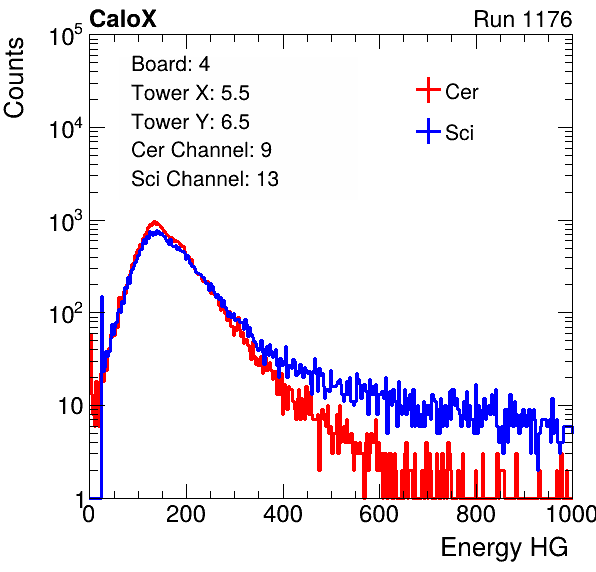 CaloX Run 1176
Counts
10^5
10^4
10^3
10^2
10
1
Board: 4
Tower X: 5.5
Tower Y: 6.5
Cer Channel: 9
Sci Channel: 13
Cer
Sci
0 200 400 600 800 1000
Energy HG